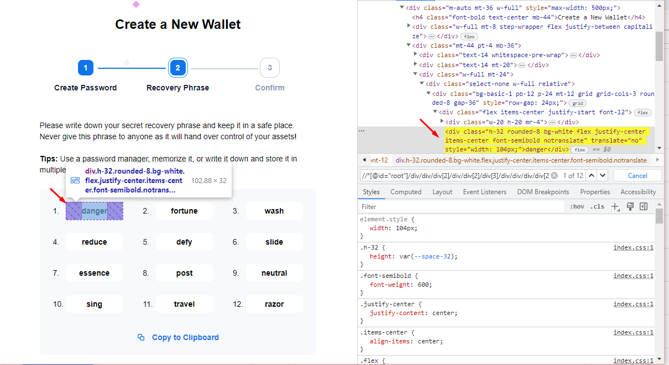 Create a New Wallet
1
2
3
Create Password
Recovery Phrase
Confirm
Please write down your secret recovery phrase and keep it in a safe place.
Never give this phrase to anyone as it will hand over control of your assets!
Tips: Use a password manager, memorize it, or write it down and store it in
multiple
div.h-32.rounded-8.bg-white.
flex.justify-center.items-cent
er.font-semibold.notrans...
102.88 × 32
1. danger 2. fortune 3. wash
4. reduce 5. defy 6. slide
7. essence 8. post 9. neutral
10. sing 11. travel 12. razor
Copy to Clipboard
<div class="m-auto mt-36 w-full" style="max-width: 500px;">
<h4 class="font-bold text-center mb-44">Create a New Wallet</h4>
<div class="w-full mt-8 step-wrapper flex justify-between capitali
ze">⋯</div> flex
<div class="mt-44 pt-4 mb-36">
<div class="text-14 whitespace-pre-wrap">⋯</div>
<div class="text-14 mt-20">⋯</div>
<div class="w-full mt-24">
<div class="select-none w-full relative">
<div class="bg-basic-1 pb-12 p-24 mt-12 grid grid-cols-3 roun
ded-8 gap-36" style="row-gap: 24px;"> grid
<div class="flex items-center justify-start font-12"> flex
<div class="w-20 h-20 mr-4">⋯</div>
<div class="h-32 rounded-8 bg-white flex justify-center
items-center font-semibold notranslate" translate="no"
style="width: 104px;">danger</div> flex == $0
nt-12 div.h-32.rounded-8.bg-white.flex.justify-center.items-center.font-semibold.notranslate
//*[@id='root']/div/div/div[2]/div/div[2]/div[3]/div/div/div/div/div[2 1 of 12 Cancel
Styles Computed Layout Event Listeners DOM Breakpoints Properties Accessibility
Filter :hov .cls +
element.style {
width: 104px;
}
.h-32 { index.css:1
height: var(--space-32);
}
.font-semibold { index.css:1
font-weight: 600;
}
.justify-center { index.css:1
justify-content: center;
}
.items-center { index.css:1
align-items: center;
}
.flex { index.css:1